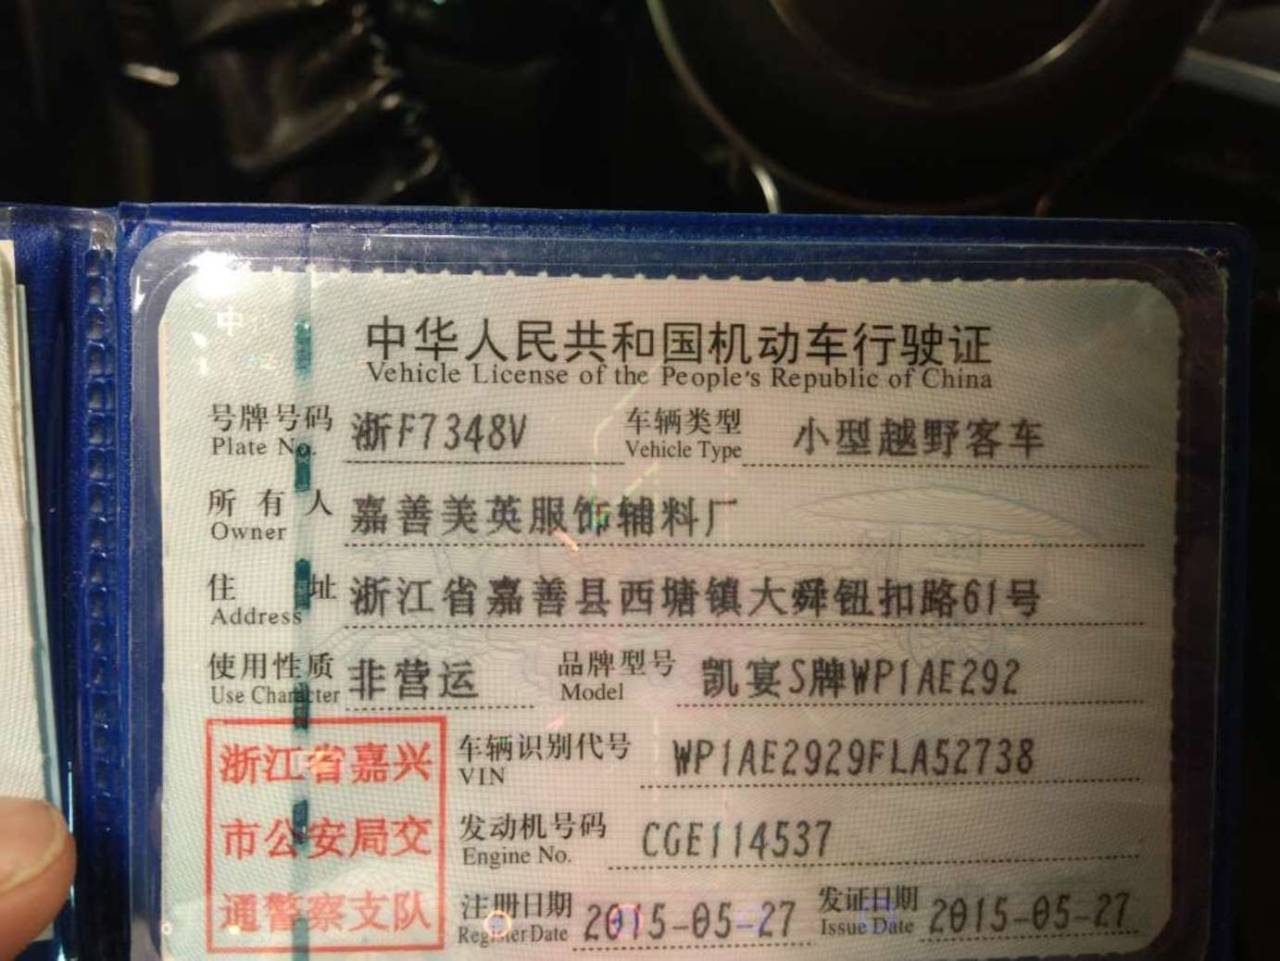 中华人民共和国机动车行驶证
Vehicle License of the People's Republic of China
号牌号码 浙F7348V 车辆类型 小型越野客车
Plate No. Vehicle Type
所有人 嘉善美英服饰辅料厂
Owner
住址 浙江省嘉善县西塘镇大舜钮扣路61号
Address
使用性质 非营运 品牌型号 凯宴S牌WP1AE292
Use Character Model
浙江省嘉兴 车辆识别代号 WP1AE2929FLA52738
VIN
市公安局交 发动机号码 CGE114537
Engine No.
通警察支队 注册日期 2015-05-27 发证日期 2015-05-27
Register Date Issue Date